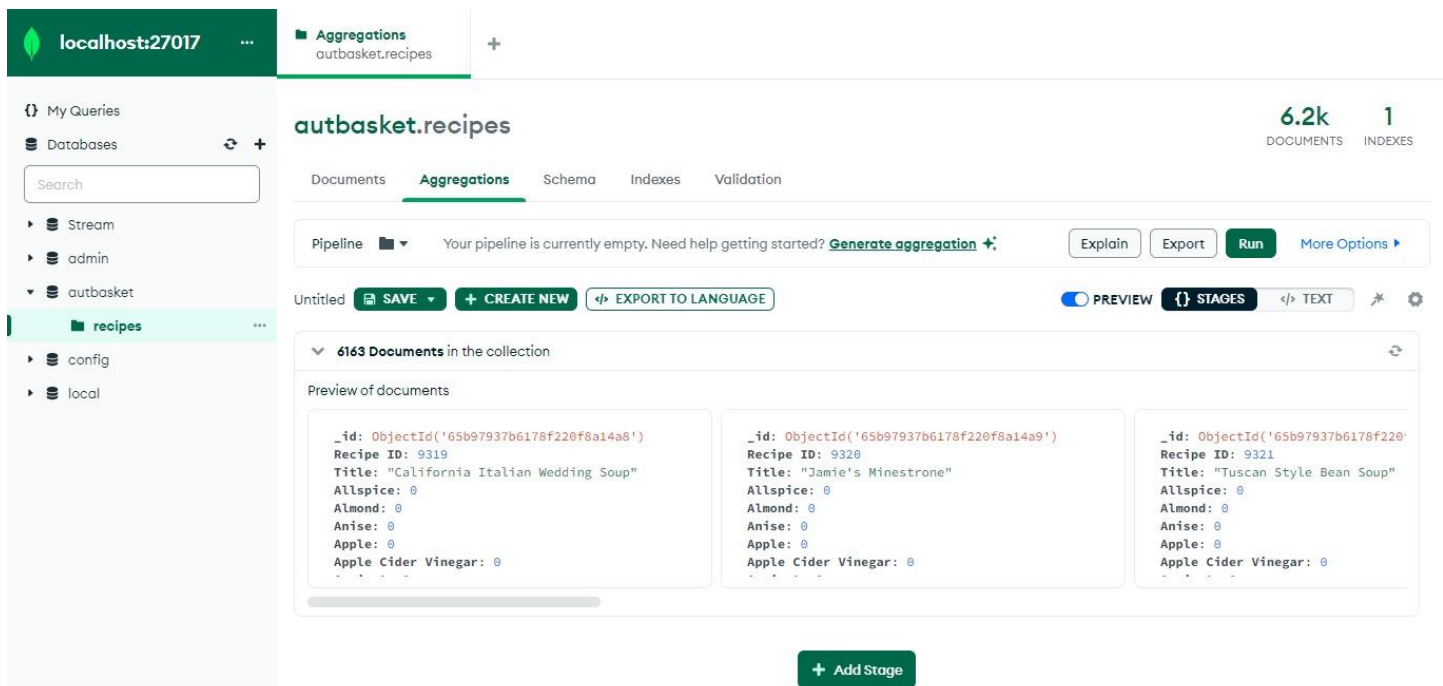 localhost:27017 ...
Aggregations
autbasket.recipes
+
{} My Queries
Databases +
Search
Stream
admin
autbasket
recipes ...
config
local
autbasket.recipes
6.2k 1
DOCUMENTS INDEXES
Documents Aggregations Schema Indexes Validation
Pipeline Your pipeline is currently empty. Need help getting started? Generate aggregation Explain Export Run More Options
Untitled SAVE + CREATE NEW </> EXPORT TO LANGUAGE PREVIEW {} STAGES </> TEXT
6163 Documents in the collection
Preview of documents
_id: ObjectId('65b97937b6178f220f8a14a8')
Recipe ID: 9319
Title: "California Italian Wedding Soup"
Allspice: 0
Almond: 0
Anise: 0
Apple: 0
Apple Cider Vinegar: 0
_id: ObjectId('65b97937b6178f220f8a14a9')
Recipe ID: 9320
Title: "Jamie's Minestrone"
Allspice: 0
Almond: 0
Anise: 0
Apple: 0
Apple Cider Vinegar: 0
_id: ObjectId('65b97937b6178f220
Recipe ID: 9321
Title: "Tuscan Style Bean Soup"
Allspice: 0
Almond: 0
Anise: 0
Apple: 0
Apple Cider Vinegar: 0
+ Add Stage